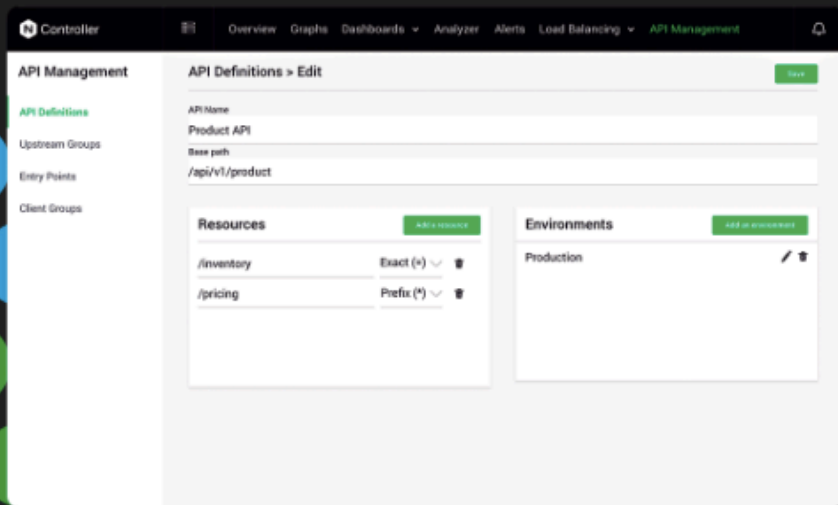 N Controller Overview Graphs Dashboards Analyzer Alerts Load Balancing API Management
API Management
API Definitions
Upstream Groups
Entry Points
Client Groups
API Definitions > Edit
Save
API Name
Product API
Base path
/api/v1/product
Resources
Add a resource
/inventory Exact (=)
/pricing Prefix (*)
Environments
Add an environment
Production